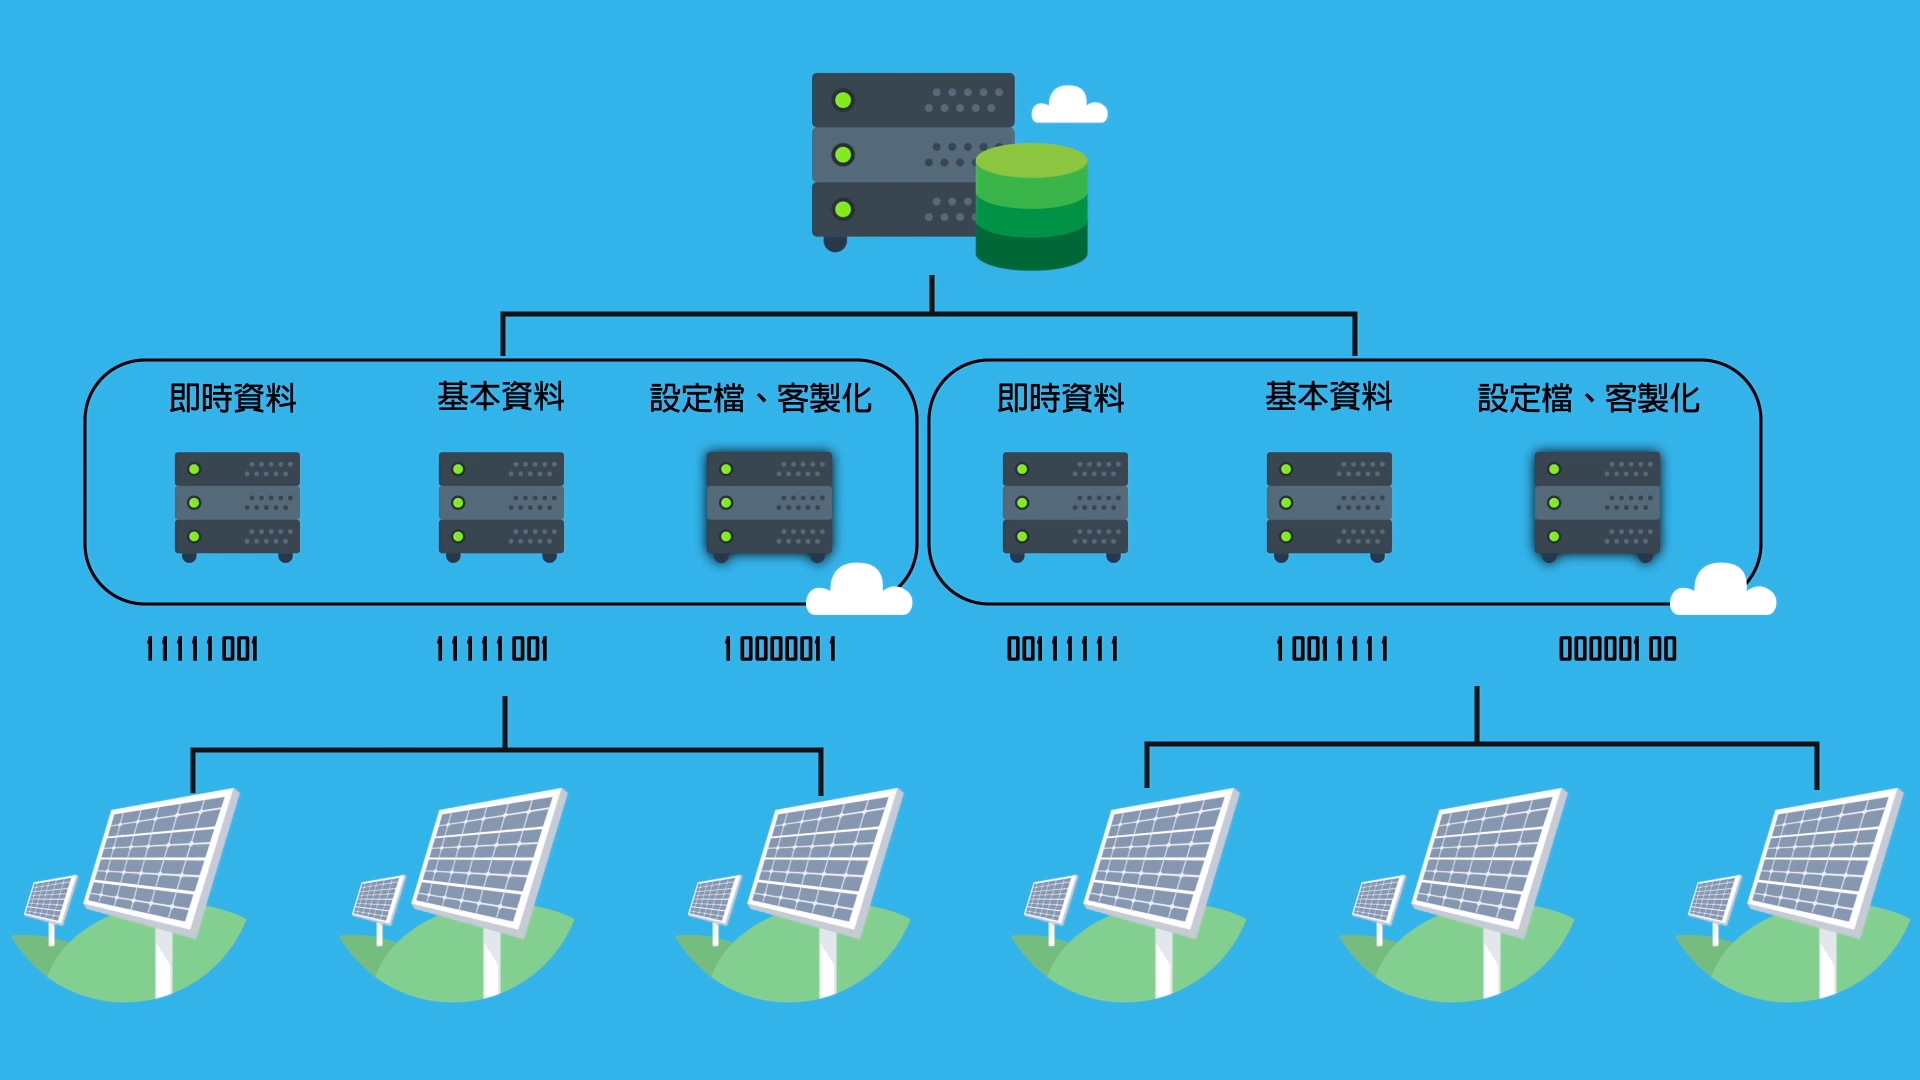 即時資料
基本資料
設定檔、客製化
即時資料
基本資料
設定檔、客製化
11111001
11111001
10000011
00111111
10011111
00000100